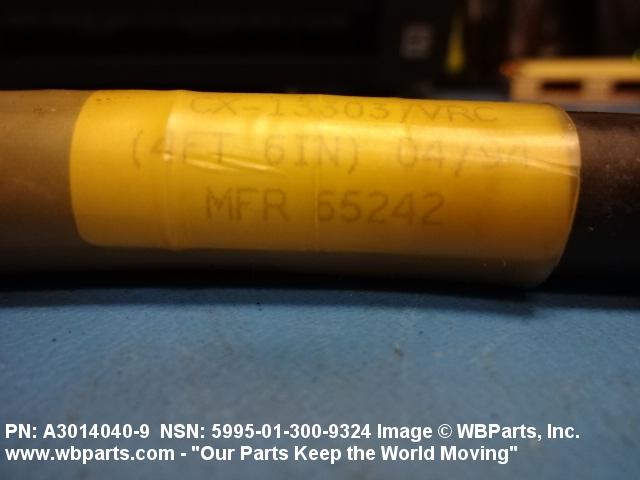 CX-13303/VRC
(4FT 6IN) 04/94
MFR 65242
PN: A3014040-9 NSN: 5995-01-300-9324 Image © WBParts, Inc.
www.wbparts.com - "Our Parts Keep the World Moving"